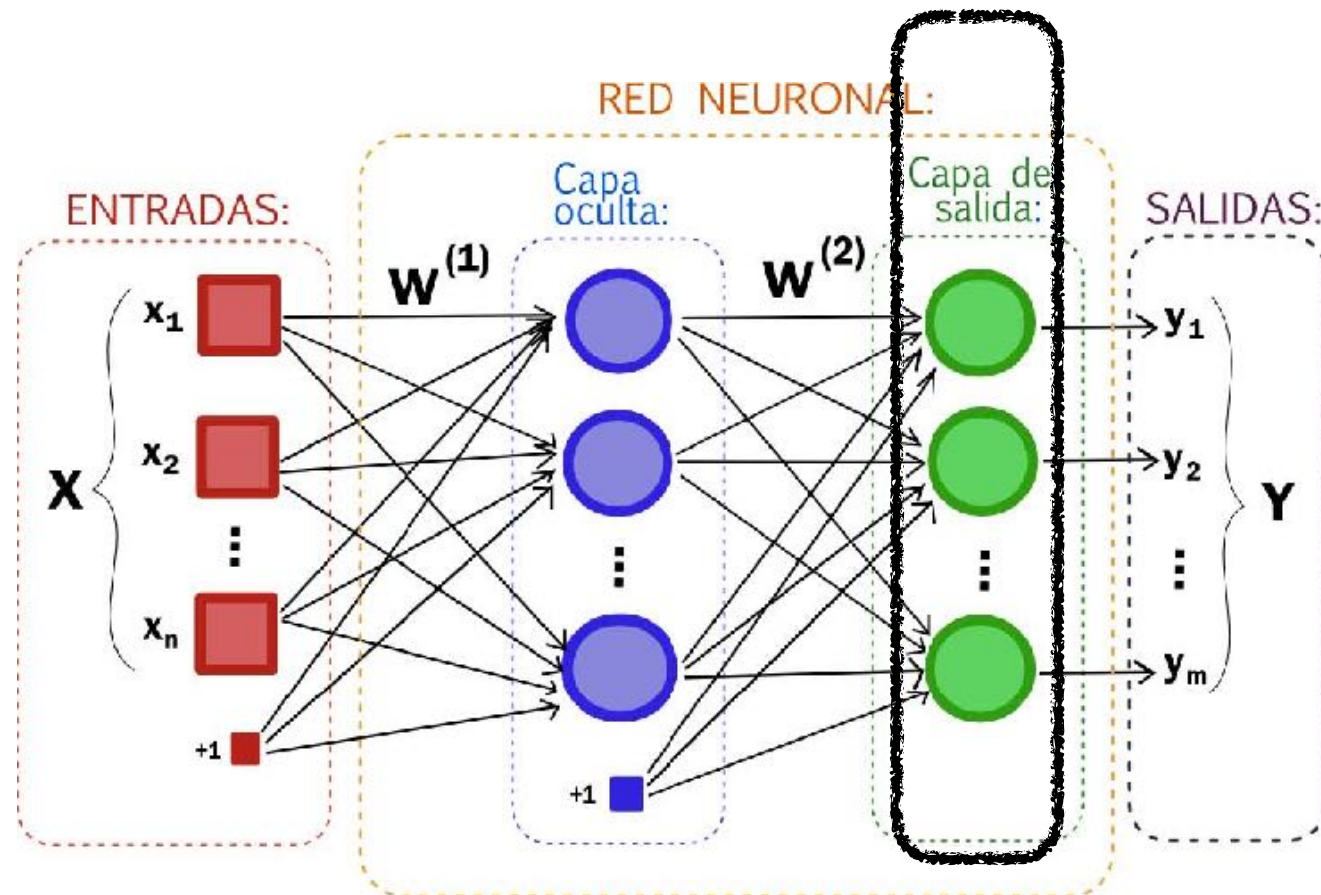 RED NEURONAL:
ENTRADAS:
Capa
oculta:
Capa de
salida:
SALIDAS:
W(1)
W(2)
X
x1
x2
⋮
xn
+1
⋮
+1
⋮
y1
y2
⋮
ym
Y